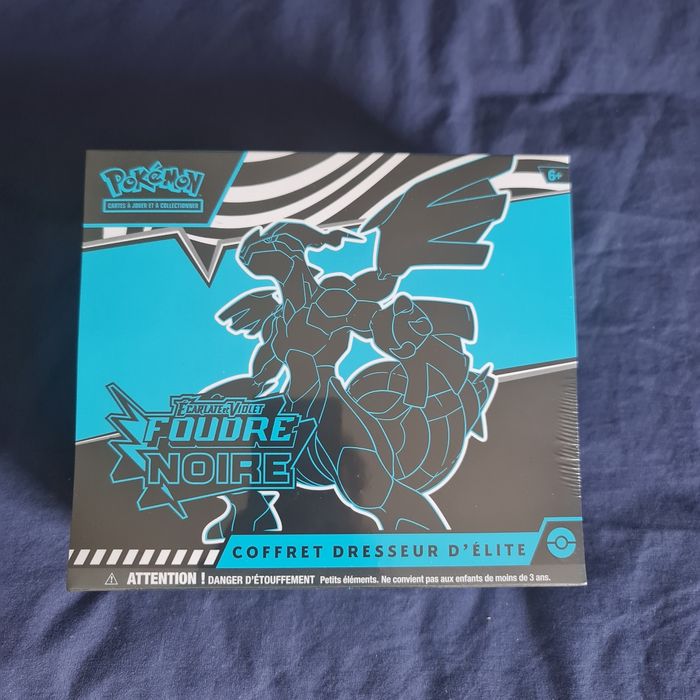 POKéMON
CARTES À JOUER ET À COLLECTIONNER
6+
ÉCARLATE ET VIOLET
FOUDRE
NOIRE
COFFRET DRESSEUR D'ÉLITE
ATTENTION ! DANGER D'ÉTOUFFEMENT Petits éléments. Ne convient pas aux enfants de moins de 3 ans.